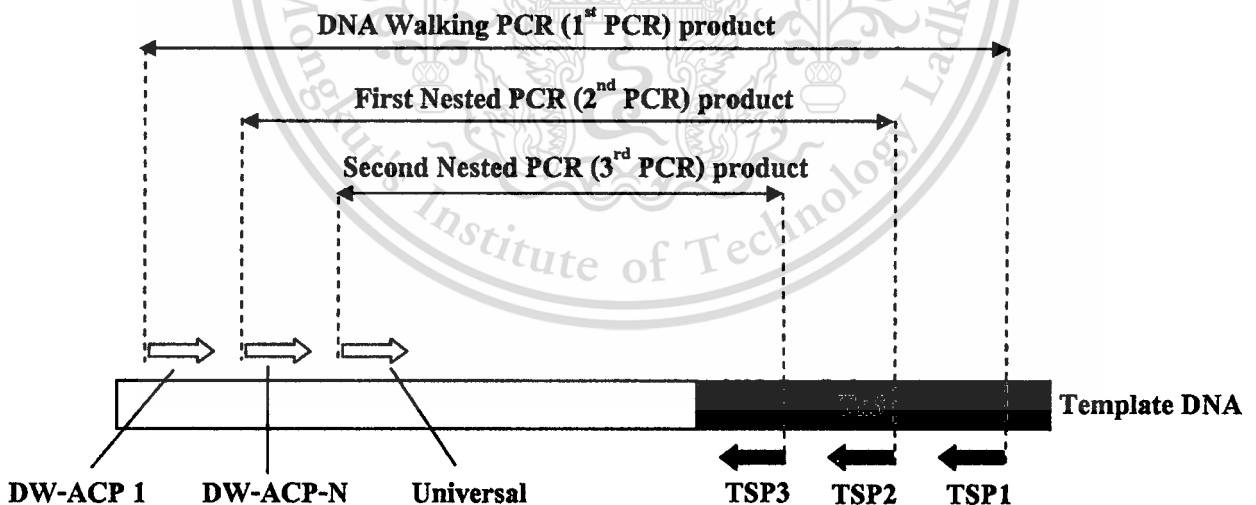 DNA Walking PCR (1st PCR) product
First Nested PCR (2nd PCR) product
Second Nested PCR (3rd PCR) product
Institute of Technology
Template DNA
DW-ACP 1 DW-ACP-N Universal TSP3 TSP2 TSP1